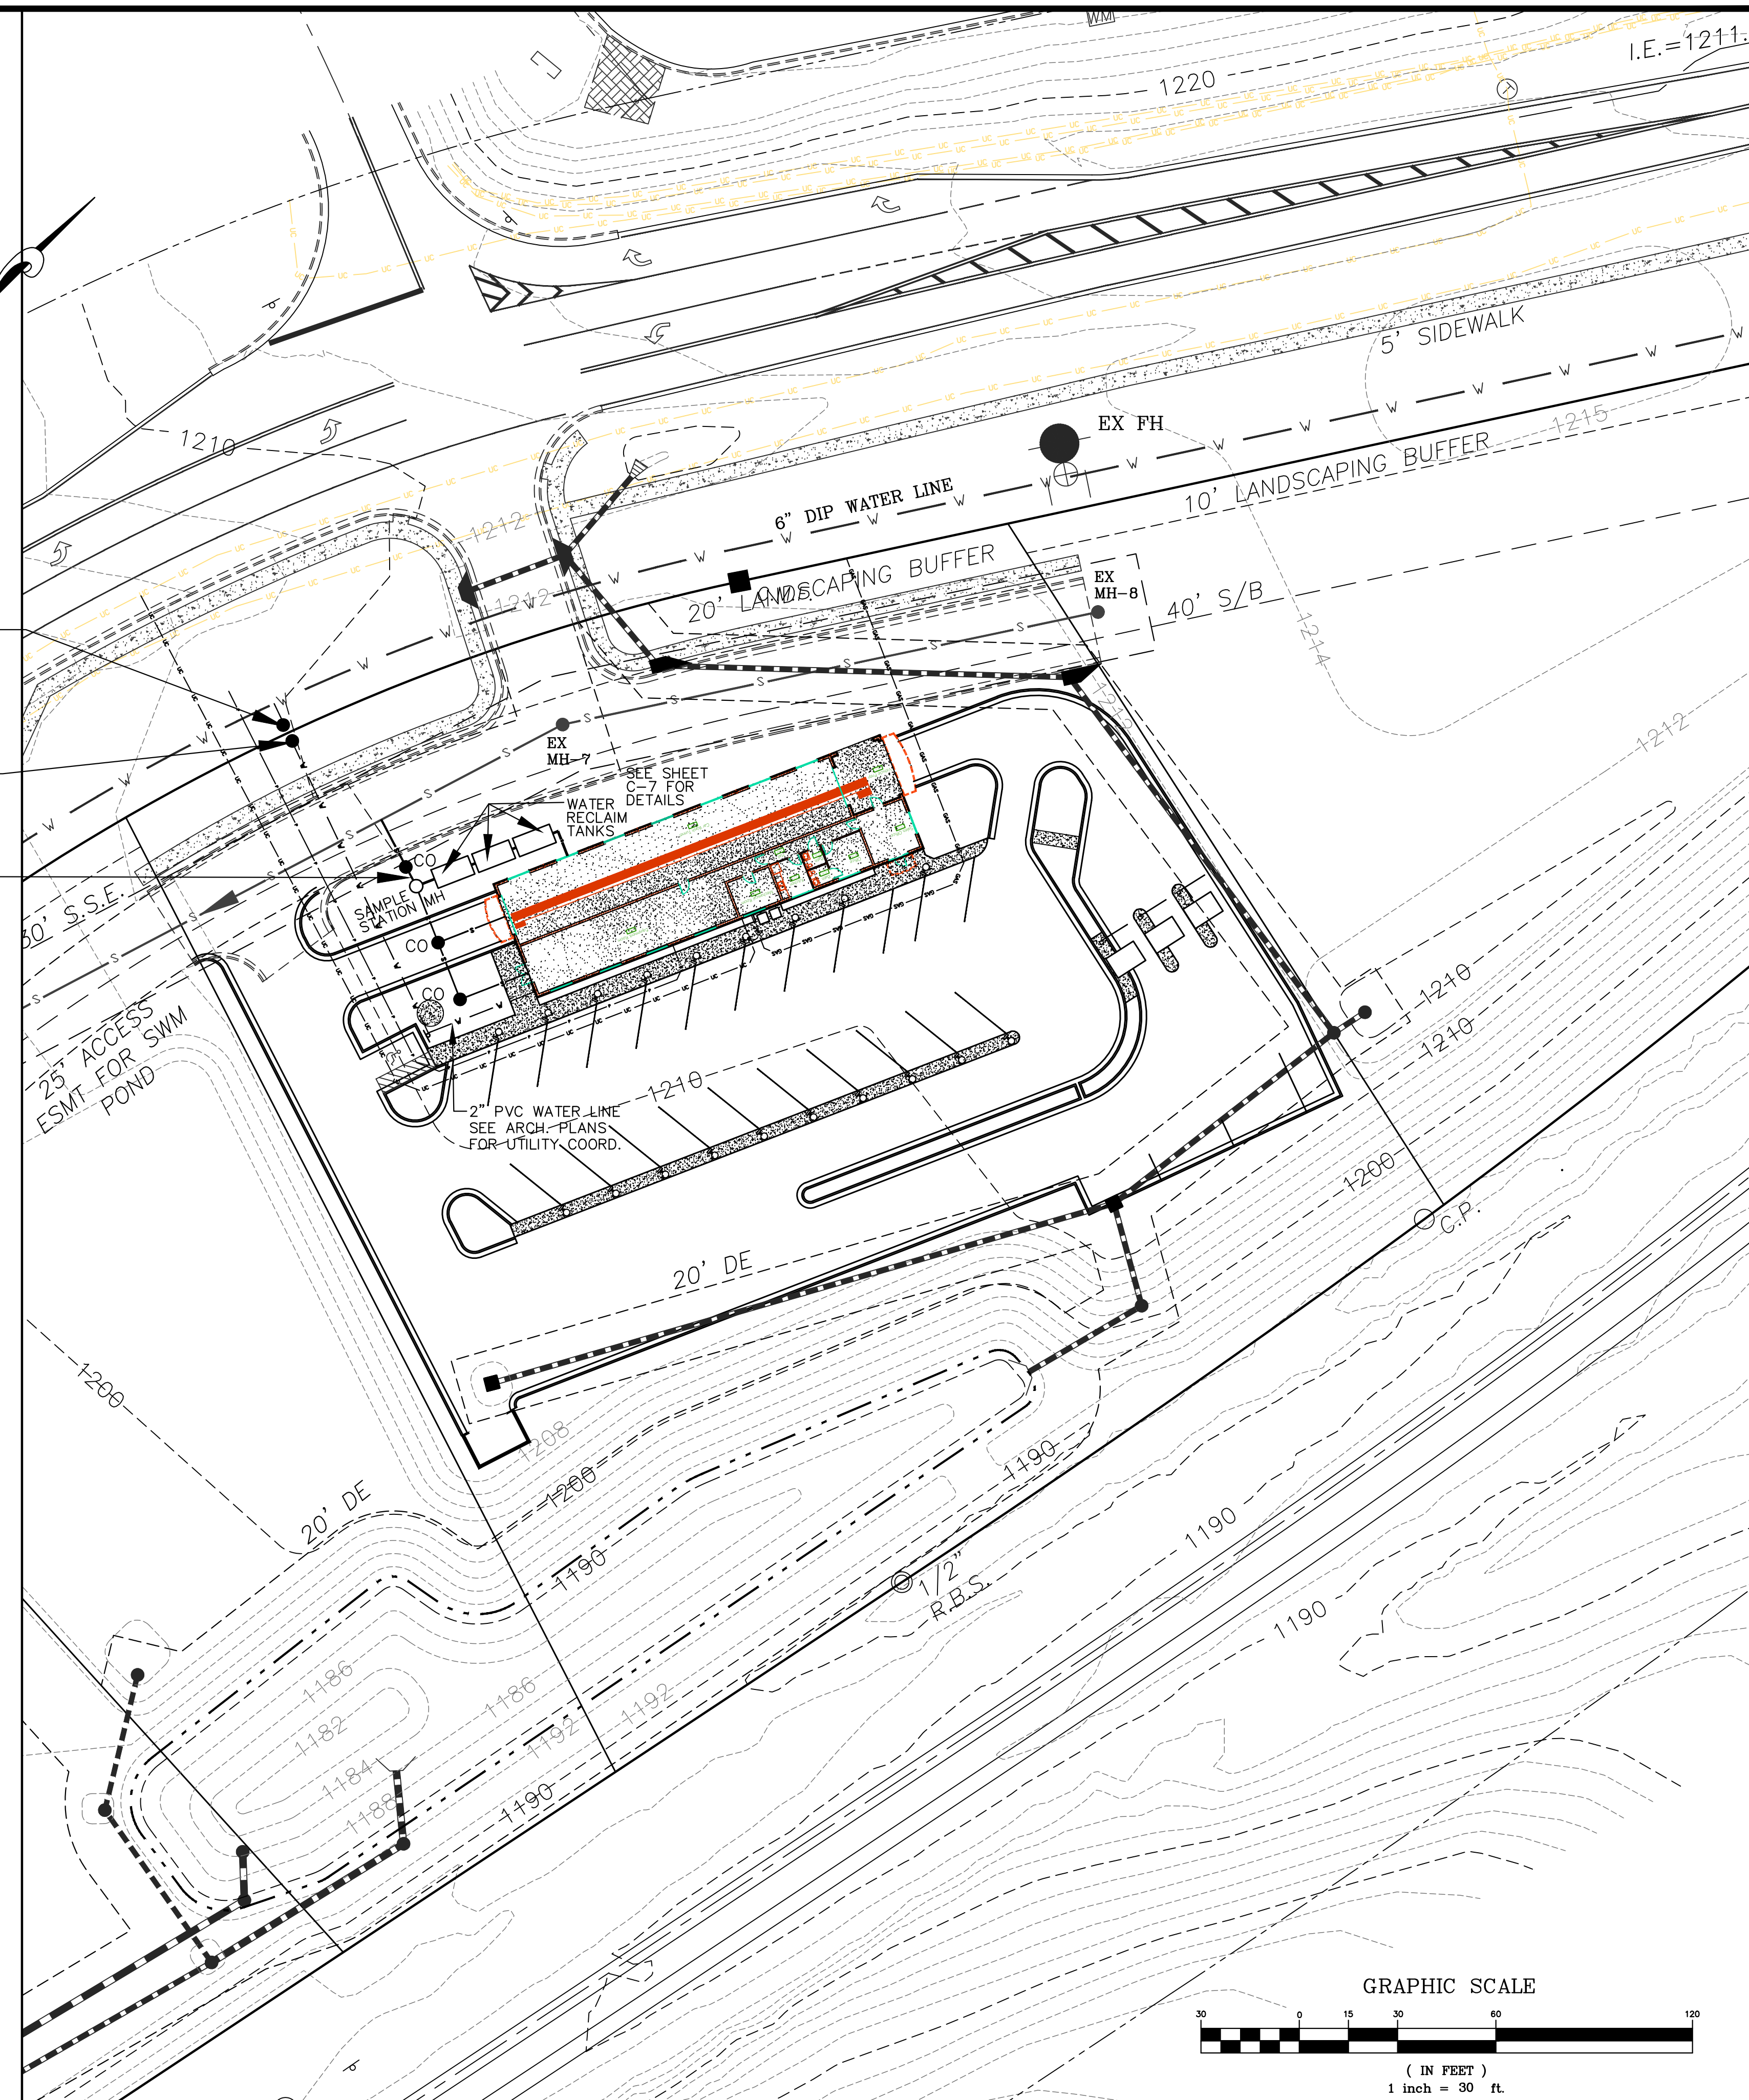 WM
I.E.=1211.
1220
5' SIDEWALK
1210
EX FH
1215
10' LANDSCAPING BUFFER
6" DIP WATER LINE
1212
1212
20' LANDSCAPING BUFFER
EX
MH-8
40' S/B
1214
1212
1212
EX
MH-7
SEE SHEET
C-7 FOR
DETAILS
WATER
RECLAIM
TANKS
CO
SAMPLE
STATION MH
CO
CO
30' S.S.E.
25' ACCESS
ESMT FOR SWM
POND
1210
1210
1210
2" PVC WATER LINE
SEE ARCH. PLANS
FOR UTILITY COORD.
1200
C.P.
20' DE
1200
1208
1200
20' DE
1190
1190
1190
1/2"
R.B.S.
1190
1186
1186
1182
1192
1192
1184
1188
1190
GRAPHIC SCALE
30 0 15 30 60 120
( IN FEET )
1 inch = 30 ft.